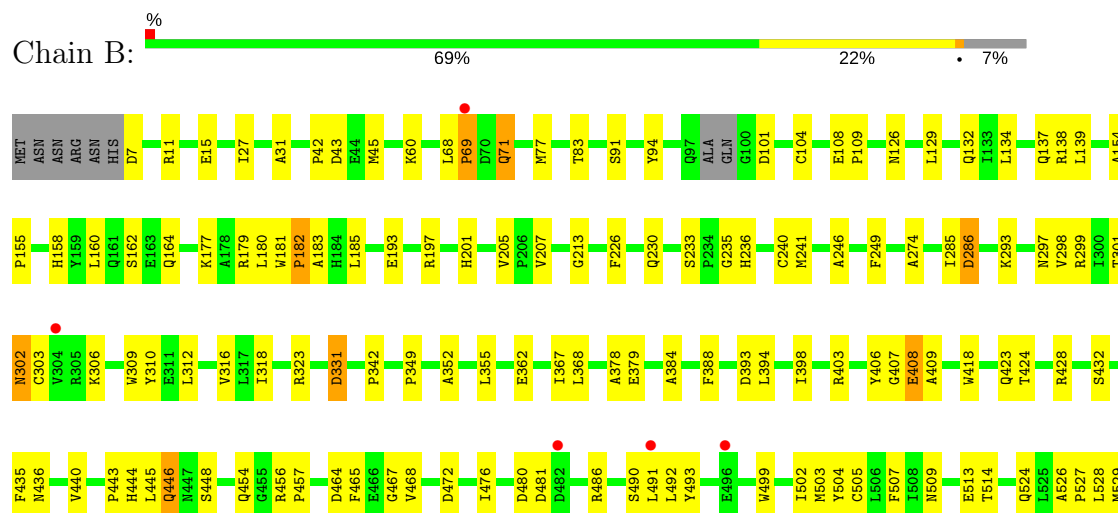 %
Chain B:
69% 22% • 7%
MET ASN ASN ARG ASN HIS D7 R11 E15 I27 A31 P42 D43 E44 M45 K60 L68 P69 D70 Q71 M77 T83 S91 Y94 Q97 ALA GLN G100 D101 C104 E108 P109 N126 L129 Q132 I133 L134 Q137 R138 L139 A154
P155 H158 Y159 L160 Q161 S162 E163 Q164 K177 A178 R179 L180 W181 P182 A183 H184 L185 E193 R197 H201 V205 P206 V207 G213 F226 Q230 S233 P234 G235 H236 C240 M241 A246 F249 A274 I285 D286 K293 N297 V298 R299 I300 T301
N302 C303 V304 R305 K306 W309 Y310 E311 L312 V316 L317 I318 R323 D331 P342 P349 A352 L355 E362 I367 L368 A378 E379 A384 F388 D393 L394 I398 R403 Y406 G407 E408 A409 W418 Q423 T424 R428 S432
F435 N436 V440 P443 H444 L445 Q446 N447 S448 Q454 G455 R456 P457 D464 F465 E466 G467 V468 D472 I476 D480 D481 D482 R486 S490 L491 L492 Y493 E496 W499 I502 M503 Y504 C505 L506 F507 I508 N509 E513 T514 Q524 L525 A526 P527 L528 M529